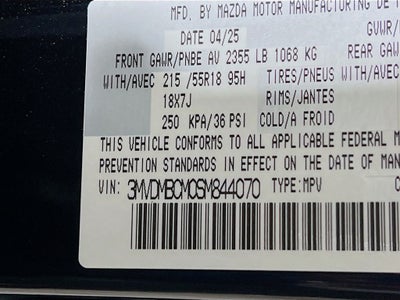 MFD. BY MAZDA MOTOR MANUFACTURING DE
DATE 04/25 GVWR/
FRONT GAWR/PNBE AV 2355 LB 1068 KG REAR GAWR
WITH/AVEC 215 /55R18 95H TIRES/PNEUS WITH/AVEC
18X7J RIMS/JANTES
250 KPA/36 PSI COLD/A FROID
THIS VEHICLE CONFORMS TO ALL APPLICABLE FEDERAL M
PREVENTION STANDARDS IN EFFECT ON THE DATE OF MAN
VIN: 3MVDMBCM0SM844070 TYPE:MPV